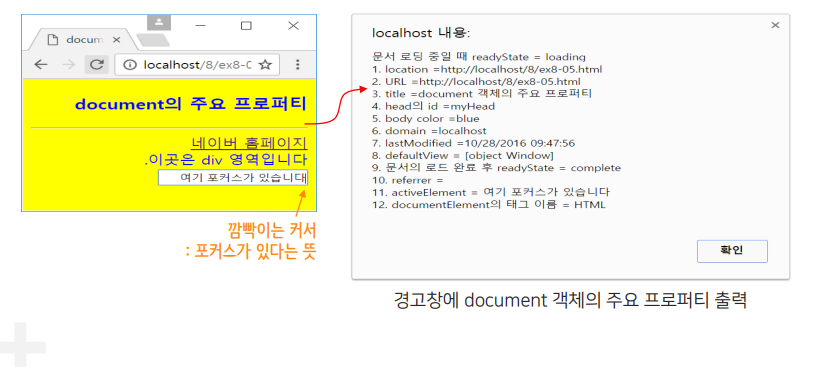 docum
localhost/8/ex8-0
document의 주요 프로퍼티
네이버 홈페이지
.이곳은 div 영역입니다
여기 포커스가 있습니다
깜빡이는 커서
: 포커스가 있다는 뜻
localhost 내용:
문서 로딩 중일 때 readyState = loading
1. location =http://localhost/8/ex8-05.html
2. URL =http://localhost/8/ex8-05.html
3. title =document 객체의 주요 프로퍼티
4. head의 id =myHead
5. body color =blue
6. domain =localhost
7. lastModified =10/28/2016 09:47:56
8. defaultView = [object Window]
9. 문서의 로드 완료 후 readyState = complete
10. referrer =
11. activeElement = 여기 포커스가 있습니다
12. documentElement의 태그 이름 = HTML
확인
경고창에 document 객체의 주요 프로퍼티 출력